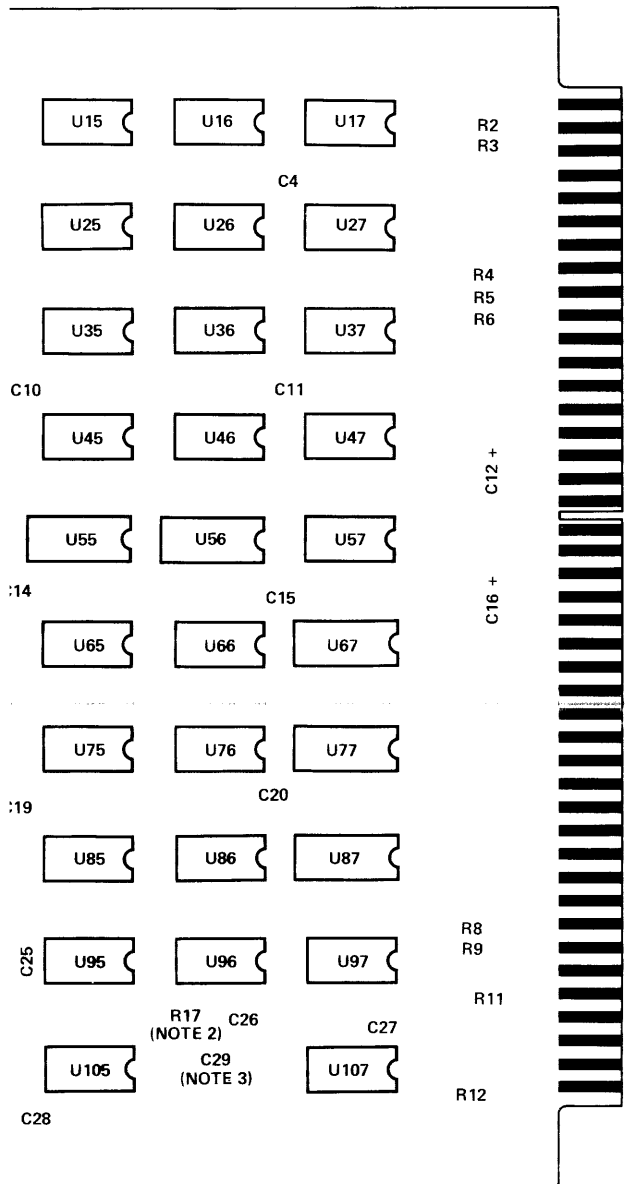 U15 U16 U17
R2
R3
C4
U25 U26 U27
R4
R5
R6
U35 U36 U37
C10 C11
U45 U46 U47
C12 +
U55 U56 U57
C14
C15
C16 +
U65 U66 U67
U75 U76 U77
C20
C19
U85 U86 U87
R8
R9
C25 U95 U96 U97
R11
R17 C26
(NOTE 2)
C27
C29
(NOTE 3)
U105 U107
R12
C28